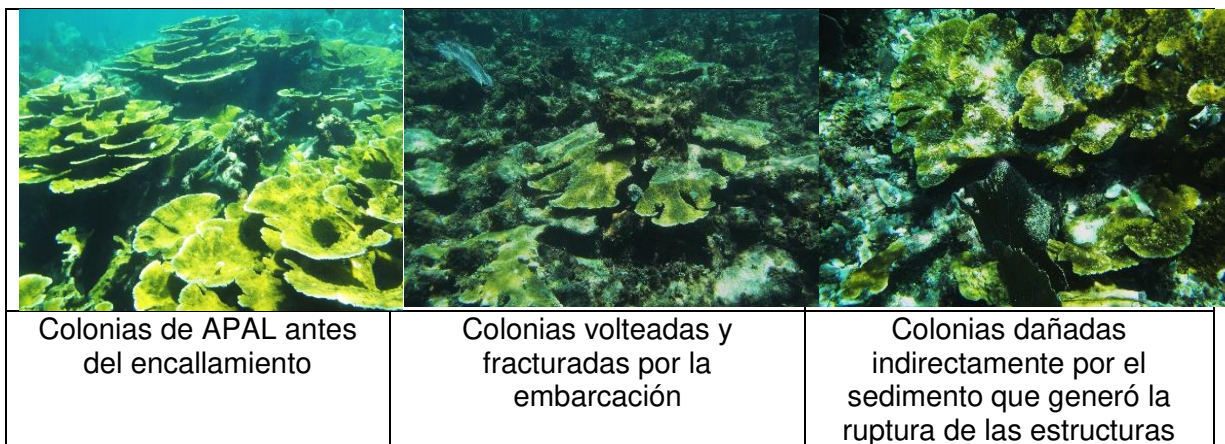 Colonias de APAL antes
del encallamiento
Colonias volteadas y
fracturadas por la
embarcación
Colonias dañadas
indirectamente por el
sedimento que generó la
ruptura de las estructuras